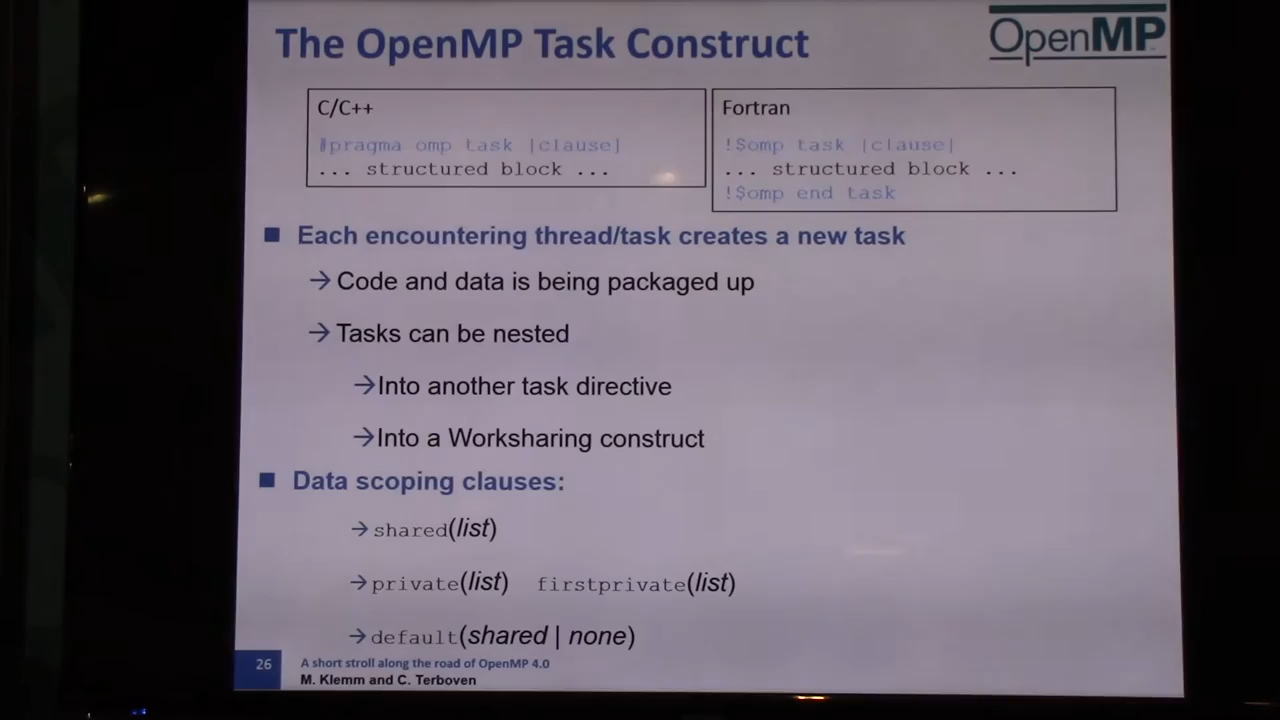 The OpenMP Task Construct
OpenMP
C/C++
#pragma omp task [clause]
... structured block ...
Fortran
!$omp task [clause]
... structured block ...
!$omp end task
Each encountering thread/task creates a new task
→ Code and data is being packaged up
→ Tasks can be nested
→ Into another task directive
→ Into a Worksharing construct
Data scoping clauses:
→ shared(list)
→ private(list) firstprivate(list)
→ default(shared | none)
26
A short stroll along the road of OpenMP 4.0
M. Klemm and C. Terboven